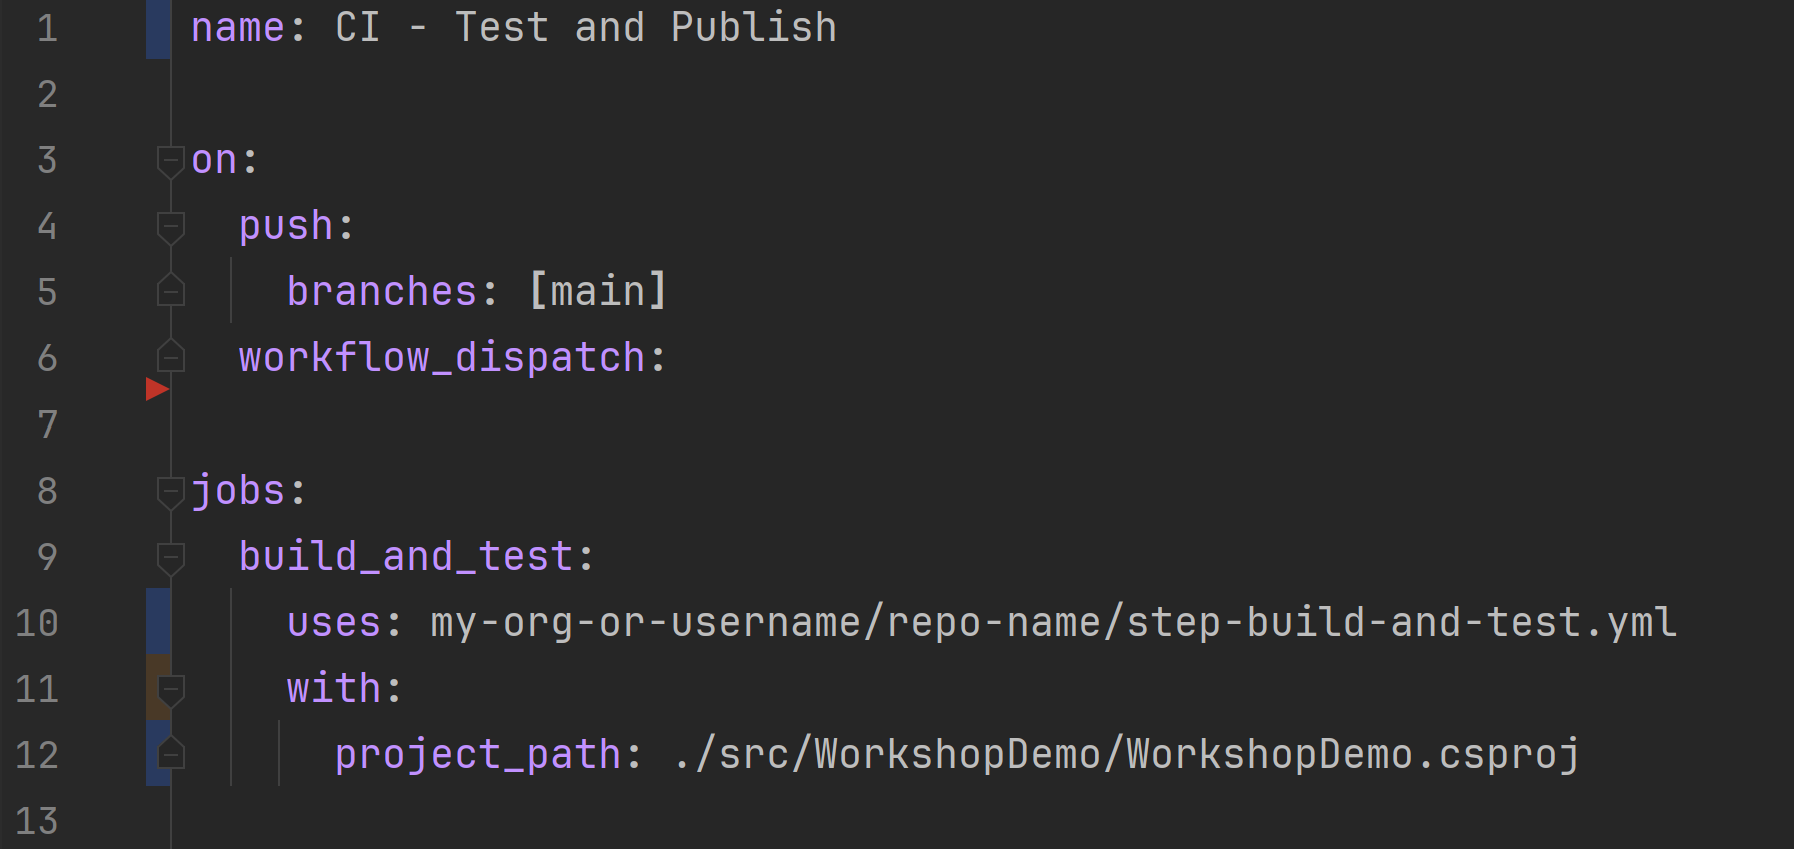 1 name: CI - Test and Publish
2
3 on:
4   push:
5     branches: [main]
6   workflow_dispatch:
7
8 jobs:
9   build_and_test:
10     uses: my-org-or-username/repo-name/step-build-and-test.yml
11     with:
12       project_path: ./src/WorkshopDemo/WorkshopDemo.csproj
13